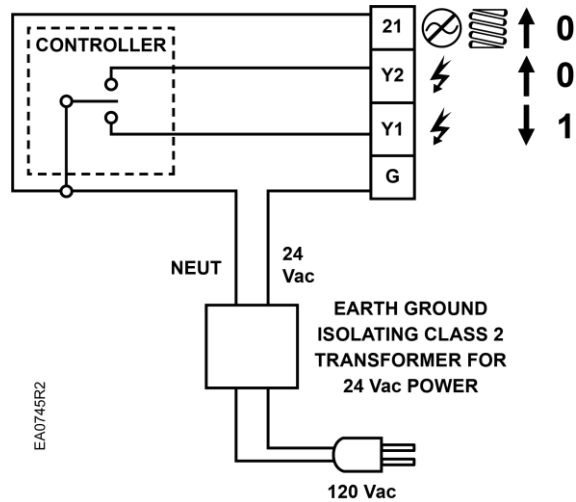 21
0
CONTROLLER
Y2
0
Y1
1
G
NEUT
24
Vac
EARTH GROUND
ISOLATING CLASS 2
TRANSFORMER FOR
24 Vac POWER
EA0745R2
120 Vac